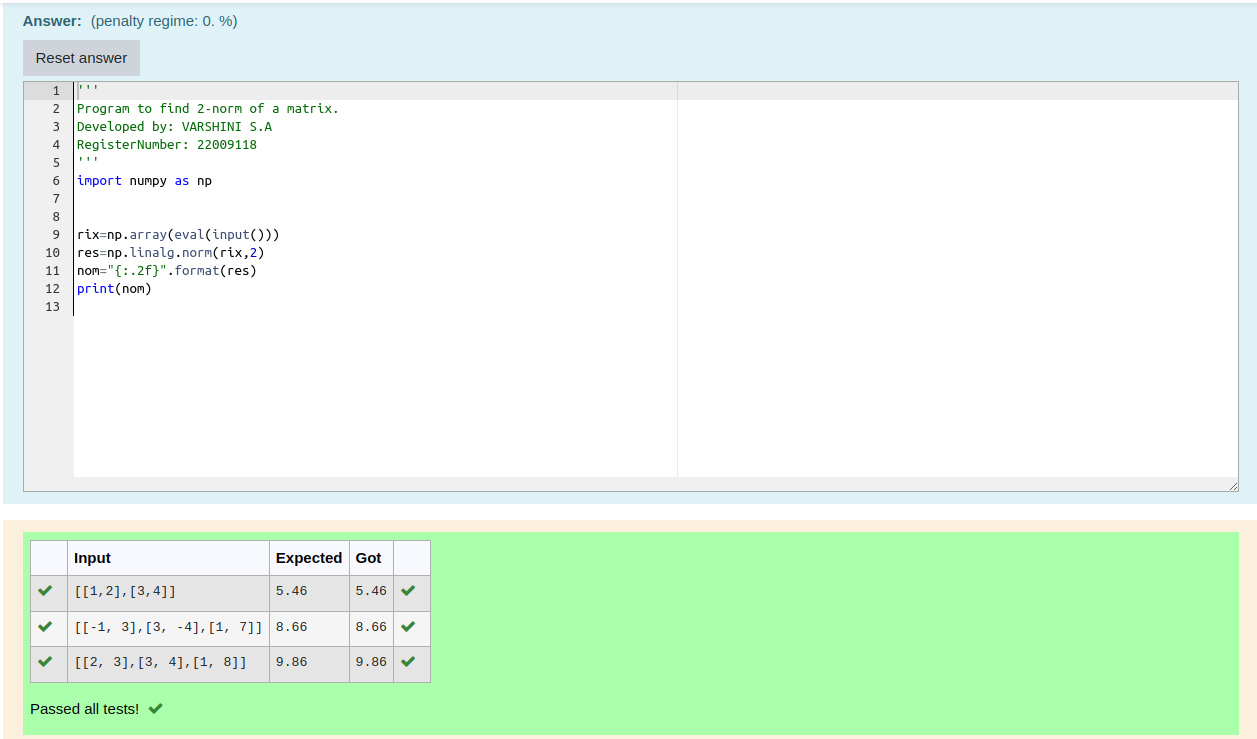 Answer: (penalty regime: 0. %)
Reset answer
1 '''
2 Program to find 2-norm of a matrix.
3 Developed by: VARSHINI S.A
4 RegisterNumber: 22009118
5 '''
6 import numpy as np
7
8
9 rix=np.array(eval(input()))
10 res=np.linalg.norm(rix,2)
11 nom="{:.2f}".format(res)
12 print(nom)
13
Input Expected Got
[[1,2],[3,4]] 5.46 5.46
[[-1, 3],[3, -4],[1, 7]] 8.66 8.66
[[2, 3],[3, 4],[1, 8]] 9.86 9.86
Passed all tests!